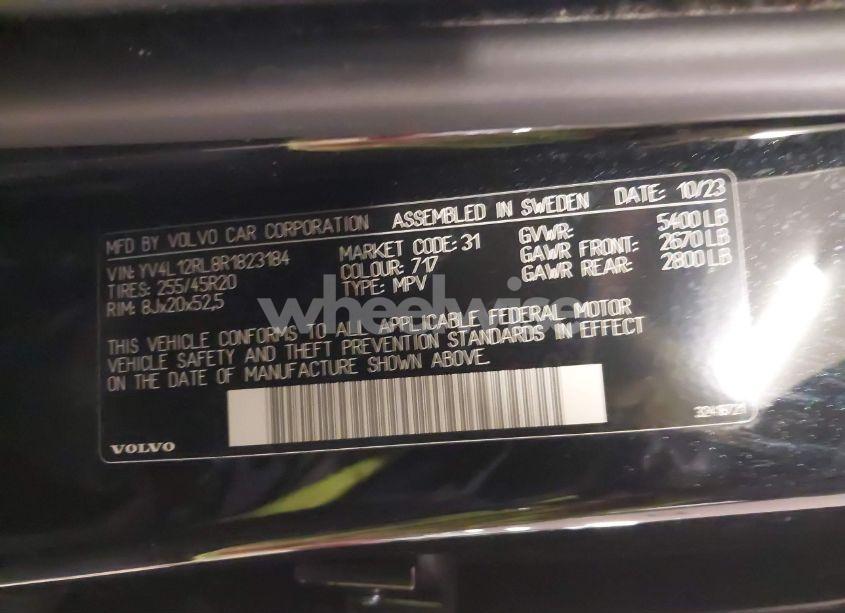 MFD BY VOLVO CAR CORPORATION ASSEMBLED IN SWEDEN DATE: 10/23
VIN: YV4L12RL8R1823184 MARKET CODE: 31 GVWR: 5400 LB
TIRES: 255/45R20 COLOUR: 717 GAWR FRONT: 2670 LB
RIM: 8Jx20x52,5 TYPE: MPV GAWR REAR: 2800 LB
wheelwise
THIS VEHICLE CONFORMS TO ALL APPLICABLE FEDERAL MOTOR
VEHICLE SAFETY AND THEFT PREVENTION STANDARDS IN EFFECT
ON THE DATE OF MANUFACTURE SHOWN ABOVE.
VOLVO